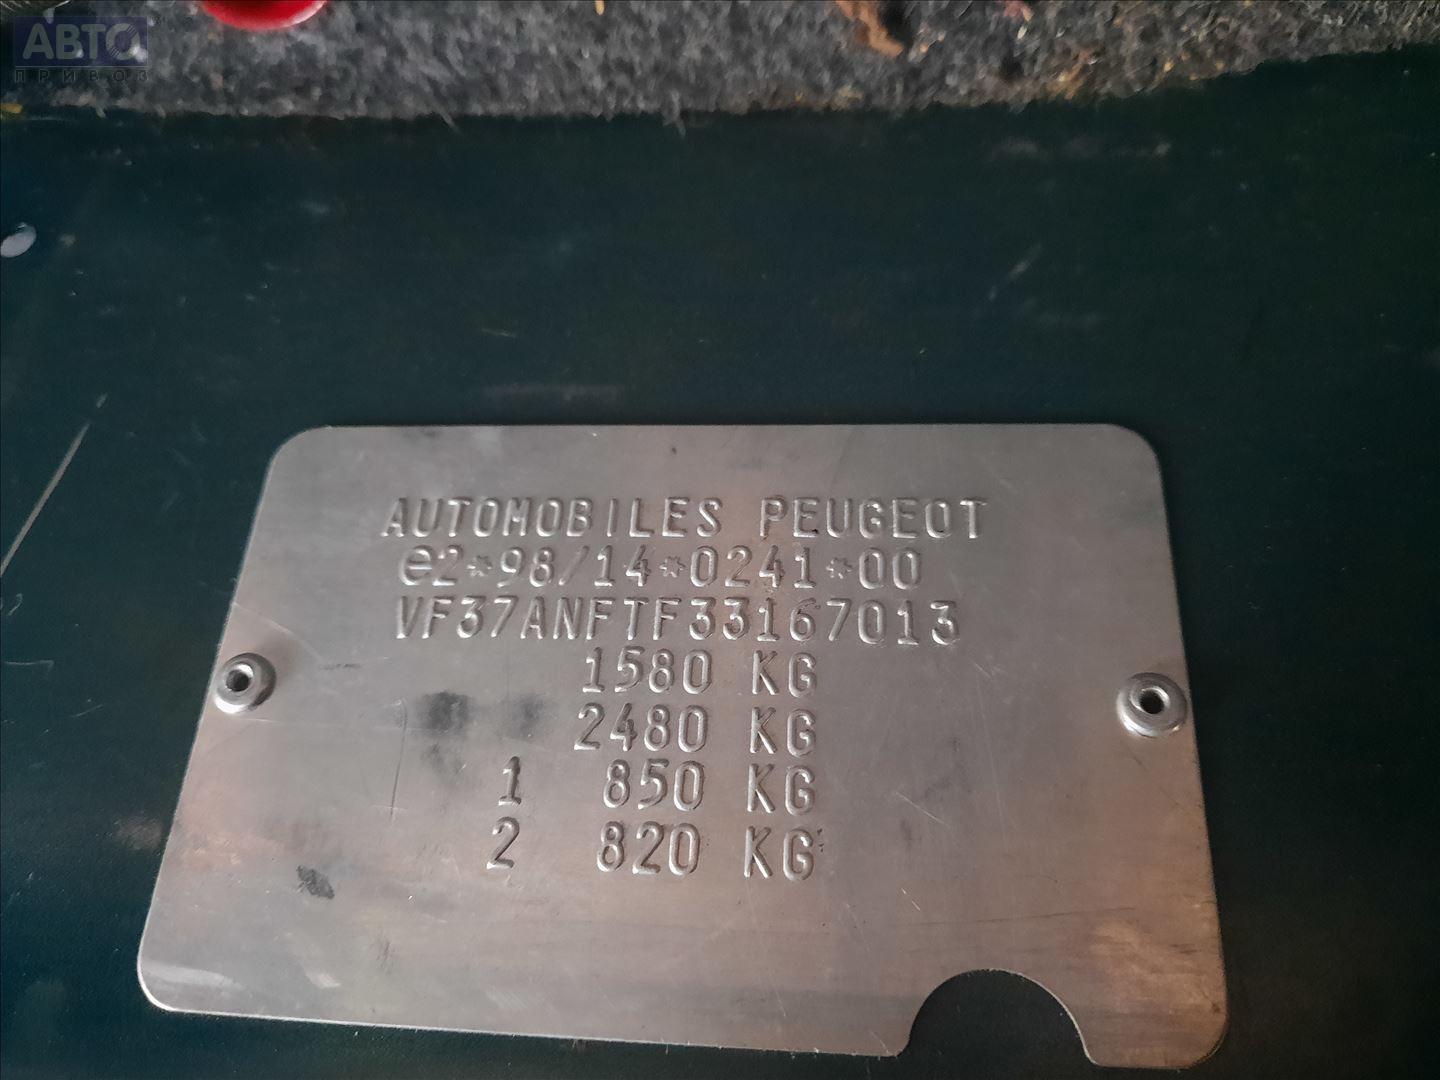 АВТО
ПРИВОЗ
AUTOMOBILES PEUGEOT
e2*98/14*0241*00
VF37ANFTF33167013
1580 KG
2480 KG
1 850 KG
2 820 KG